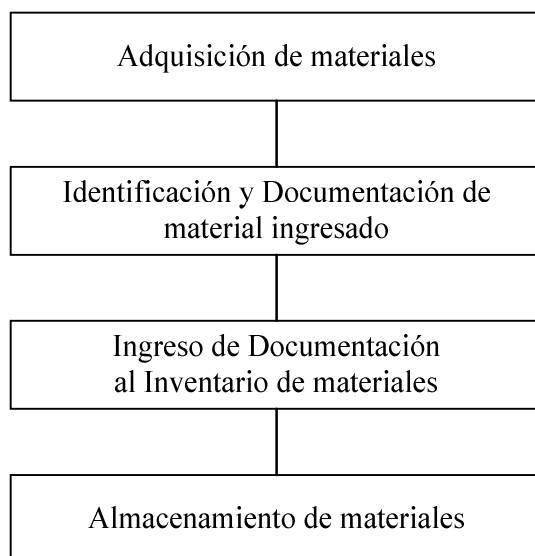 Adquisición de materiales
Identificación y Documentación de
material ingresado
Ingreso de Documentación
al Inventario de materiales
Almacenamiento de materiales